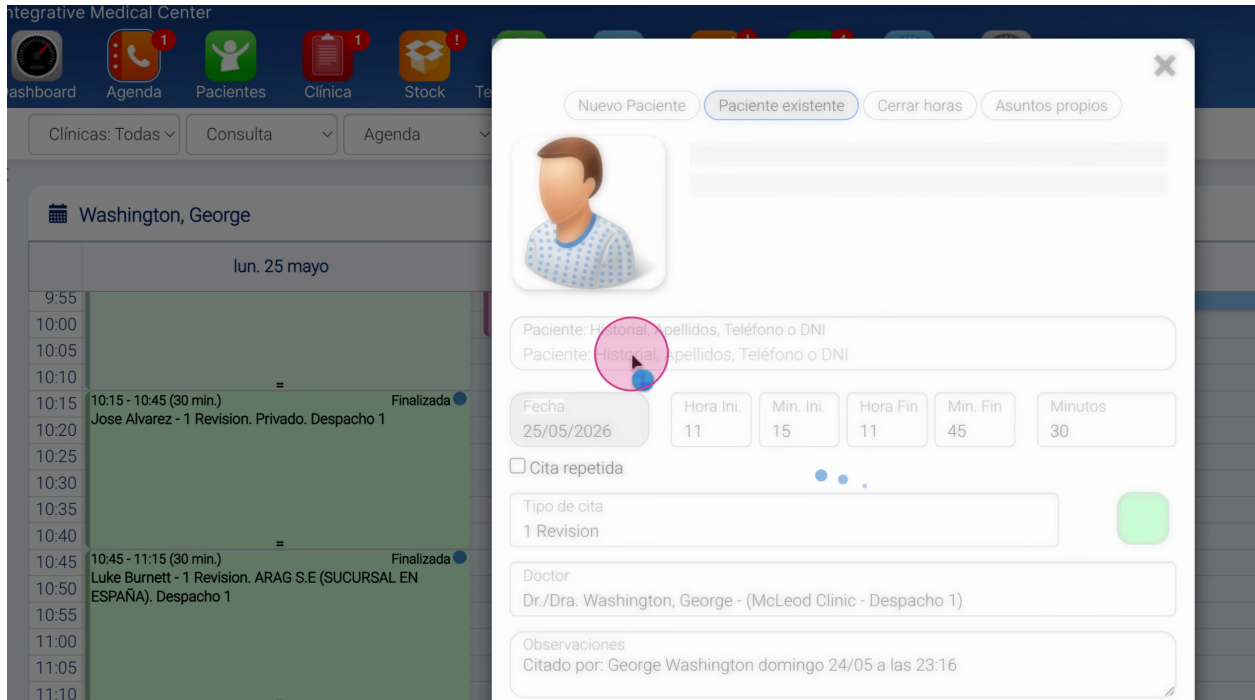 Integrative Medical Center
Dashboard
Agenda
Pacientes
Clínica
Stock
1
1
!
4
Clínicas: Todas
Consulta
Agenda
Washington, George
lun. 25 mayo
9:55
10:00
10:05
10:10
10:15
10:20
10:25
10:30
10:35
10:40
10:45
10:50
10:55
11:00
11:05
11:10
=
10:15 - 10:45 (30 min.) Finalizada
Jose Alvarez - 1 Revision. Privado. Despacho 1
=
10:45 - 11:15 (30 min.) Finalizada
Luke Burnett - 1 Revision. ARAG S.E (SUCURSAL EN
ESPAÑA). Despacho 1
Nuevo Paciente
Paciente existente
Cerrar horas
Asuntos propios
Paciente: Historial, Apellidos, Teléfono o DNI
Paciente: Historial, Apellidos, Teléfono o DNI
Fecha
25/05/2026
Hora Ini.
11
Min. Ini.
15
Hora Fin
11
Min. Fin
45
Minutos
30
Cita repetida
Tipo de cita
1 Revision
Doctor
Dr./Dra. Washington, George - (McLeod Clinic - Despacho 1)
Observaciones
Citado por: George Washington domingo 24/05 a las 23:16